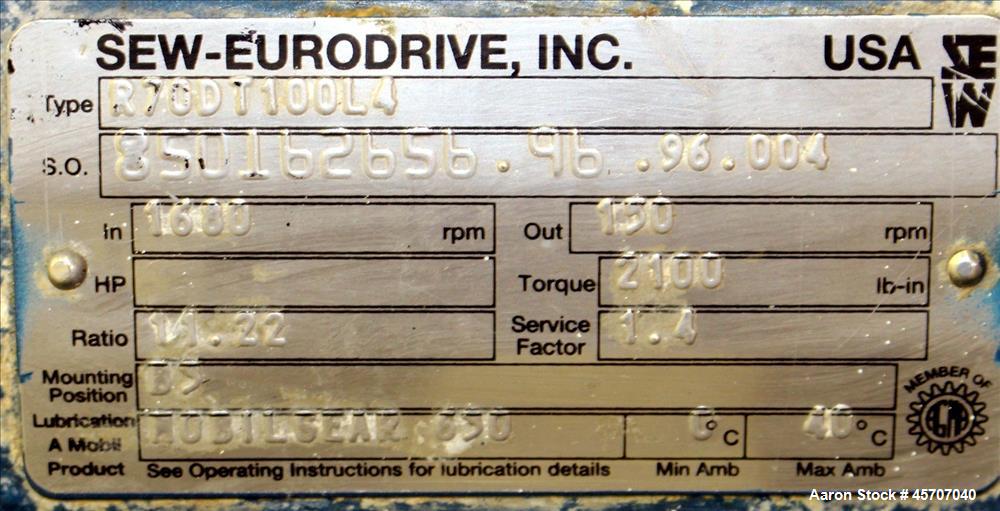 SEW-EURODRIVE, INC. USA SEW
Type R70DT100L4
S.O. 850162656.96.96.004
In 1680 rpm Out 150 rpm
HP Torque 2100 lb-in
Ratio 11.22 Service Factor 1.4
Mounting Position
Lubrication MOBILGEAR 630 0°C 40°C
A Mobil
Product See Operating Instructions for lubrication details Min Amb Max Amb
MEMBER OF
AGMA
Aaron Stock # 45707040